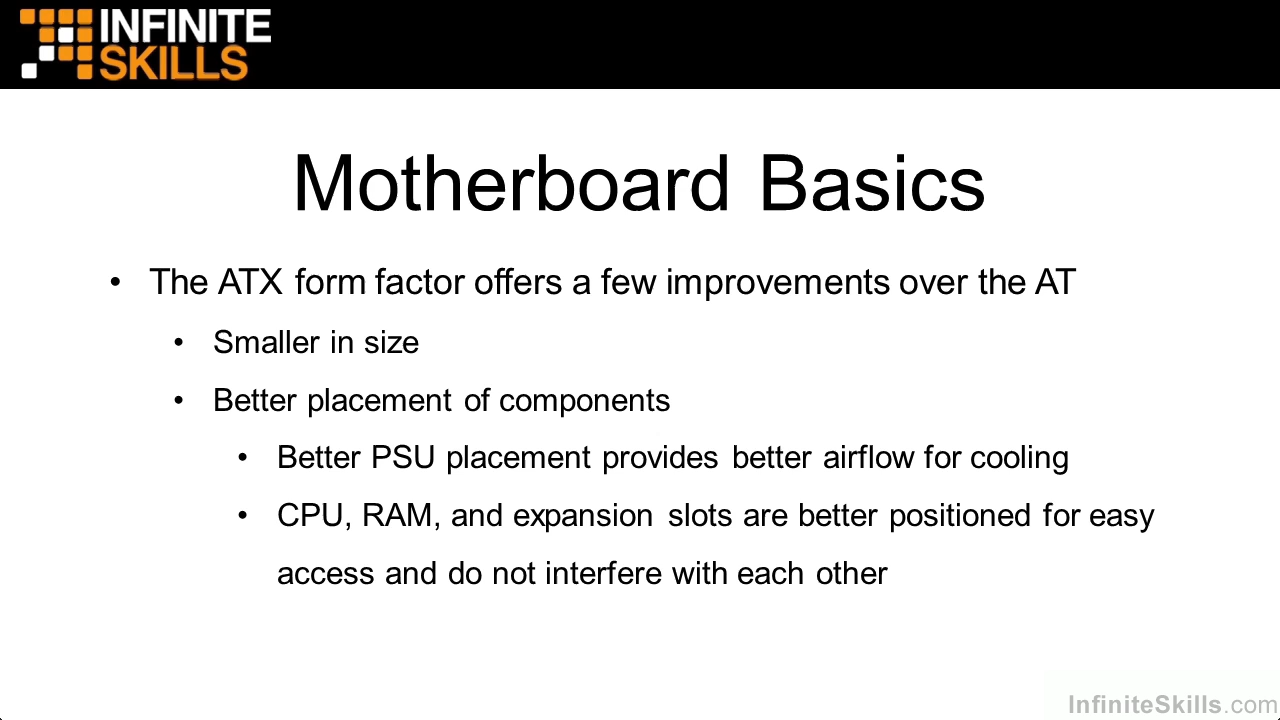 INFINITE
SKILLS
Motherboard Basics
• The ATX form factor offers a few improvements over the AT
• Smaller in size
• Better placement of components
• Better PSU placement provides better airflow for cooling
• CPU, RAM, and expansion slots are better positioned for easy
access and do not interfere with each other
InfiniteSkills.com